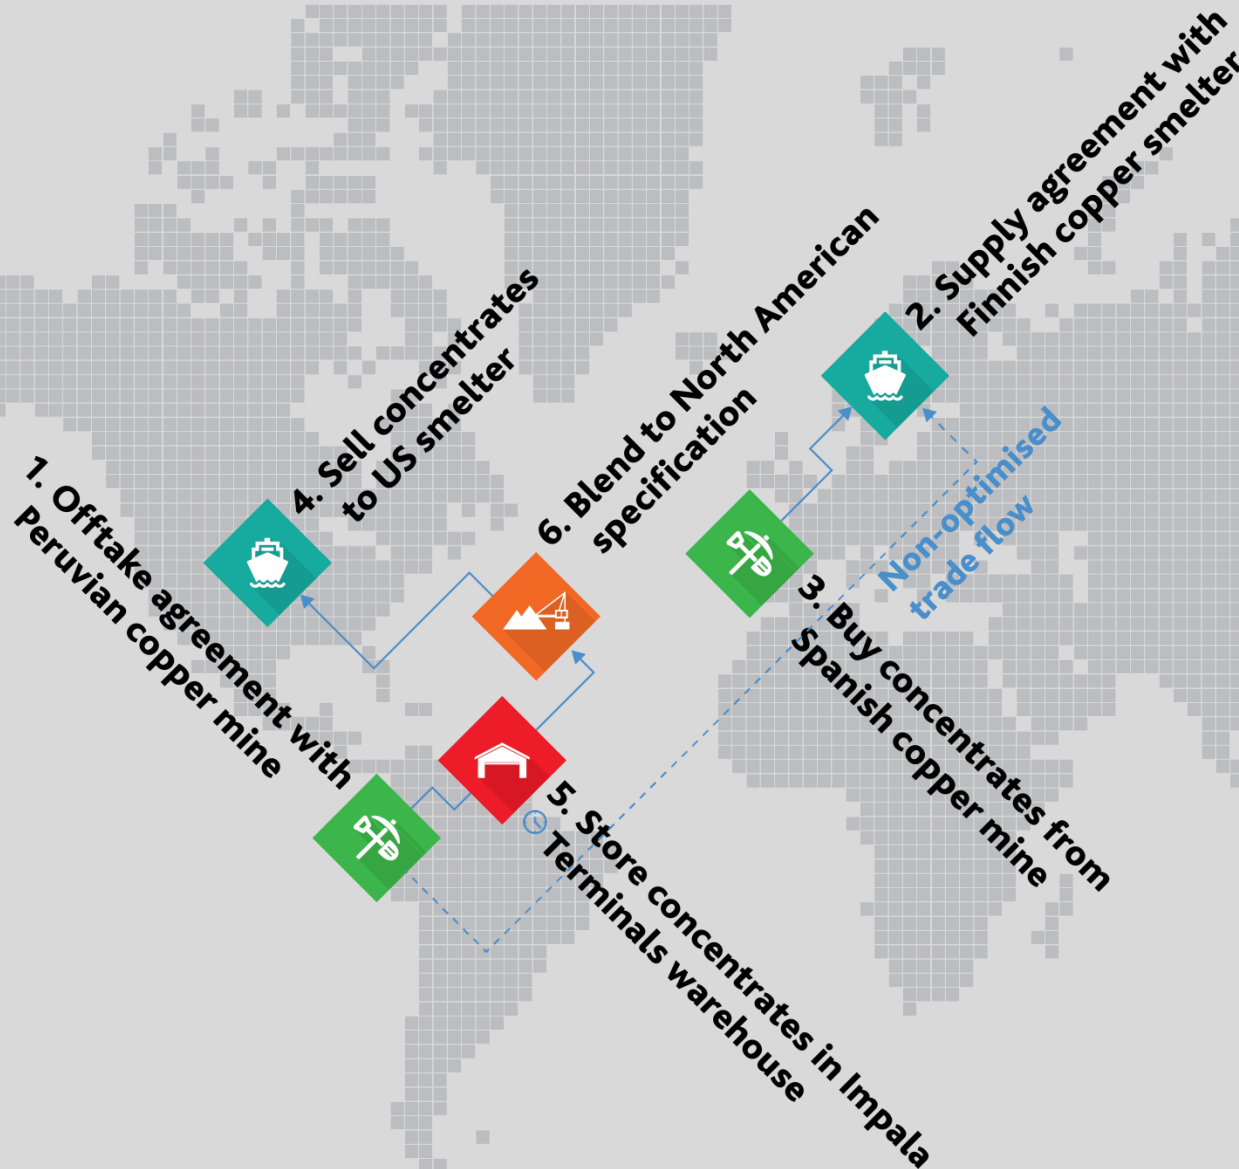 1. Offtake agreement with
Peruvian copper mine
2. Supply agreement with
Finnish copper smelter
3. Buy concentrates from
Spanish copper mine
4. Sell concentrates
to US smelter
5. Store concentrates in Impala
Terminals warehouse
6. Blend to North American
specification
Non-optimised
trade flow